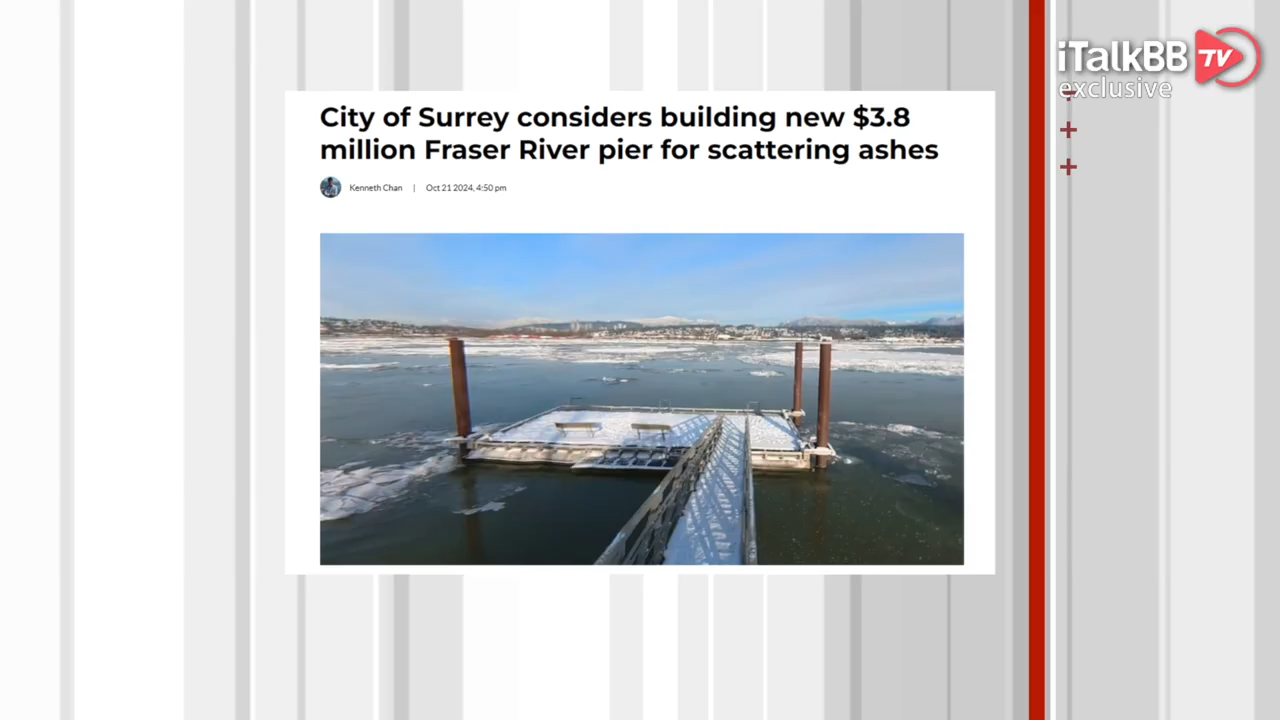 iTalkBB TV
exclusive
City of Surrey considers building new $3.8
million Fraser River pier for scattering ashes
Kenneth Chan | Oct 21 2024, 4:50 pm